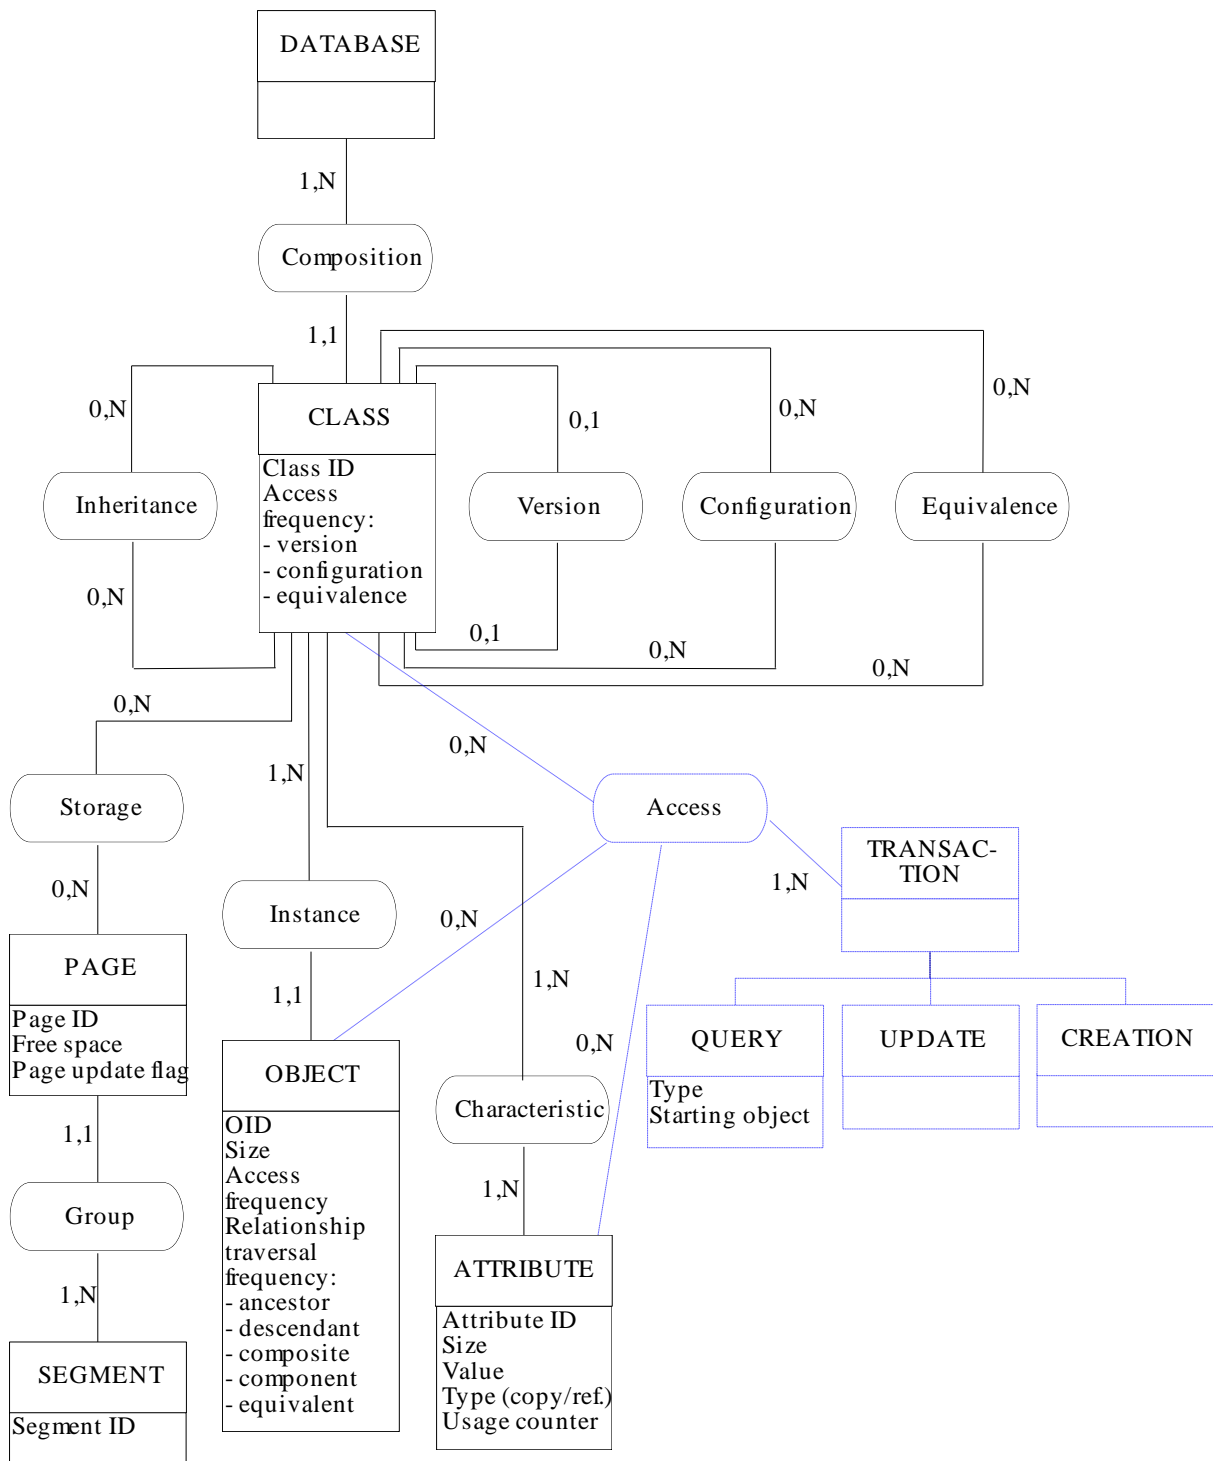 DATABASE
1,N
Composition
1,1
0,N
CLASS
0,1
0,N
0,N
Class ID
Access
frequency:
- version
- configuration
- equivalence
Inheritance
Version
Configuration
Equivalence
0,N
0,1
0,N
0,N
0,N
0,N
1,N
Storage
Access
TRANSAC-
TION
1,N
0,N
Instance
0,N
PAGE
Page ID
Free space
Page update flag
1,1
1,N
0,N
QUERY
Type
Starting object
UPDATE
CREATION
OBJECT
OID
Size
Access
frequency
Relationship
traversal
frequency:
- ancestor
- descendant
- composite
- component
- equivalent
Characteristic
1,1
1,N
Group
1,N
ATTRIBUTE
Attribute ID
Size
Value
Type (copy/ref.)
Usage counter
SEGMENT
Segment ID